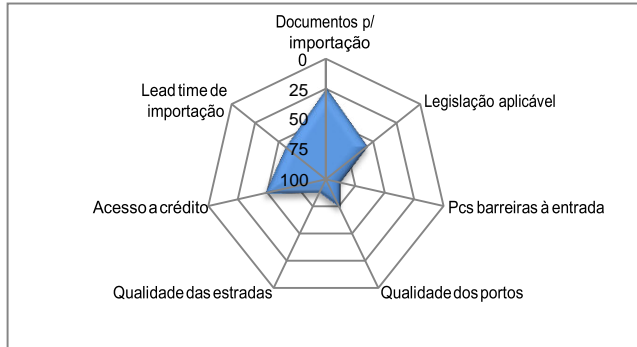 Documentos p/
importação
0
Lead time de
importação
25
Legislação aplicável
50
75
100
Acesso a crédito
Pcs barreiras à entrada
Qualidade das estradas
Qualidade dos portos